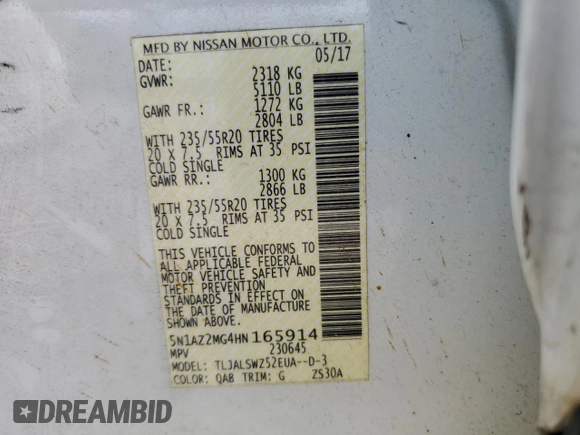 MFD BY NISSAN MOTOR CO., LTD.
DATE: 05/17
GVWR: 2318 KG
5110 LB
GAWR FR.: 1272 KG
2804 LB
WITH 235/55R20 TIRES
20 X 7.5 RIMS AT 35 PSI
COLD SINGLE
GAWR RR.: 1300 KG
2866 LB
WITH 235/55R20 TIRES
20 X 7.5 RIMS AT 35 PSI
COLD SINGLE
THIS VEHICLE CONFORMS TO
ALL APPLICABLE FEDERAL
MOTOR VEHICLE SAFETY AND
THEFT PREVENTION
STANDARDS IN EFFECT ON
THE DATE OF MANUFACTURE
SHOWN ABOVE.
5N1AZ2MG4HN165914
MPV 230645
MODEL: TLJALSWZ52EUA--D-3
COLOR: QAB TRIM: G ZS30A
DREAMBID